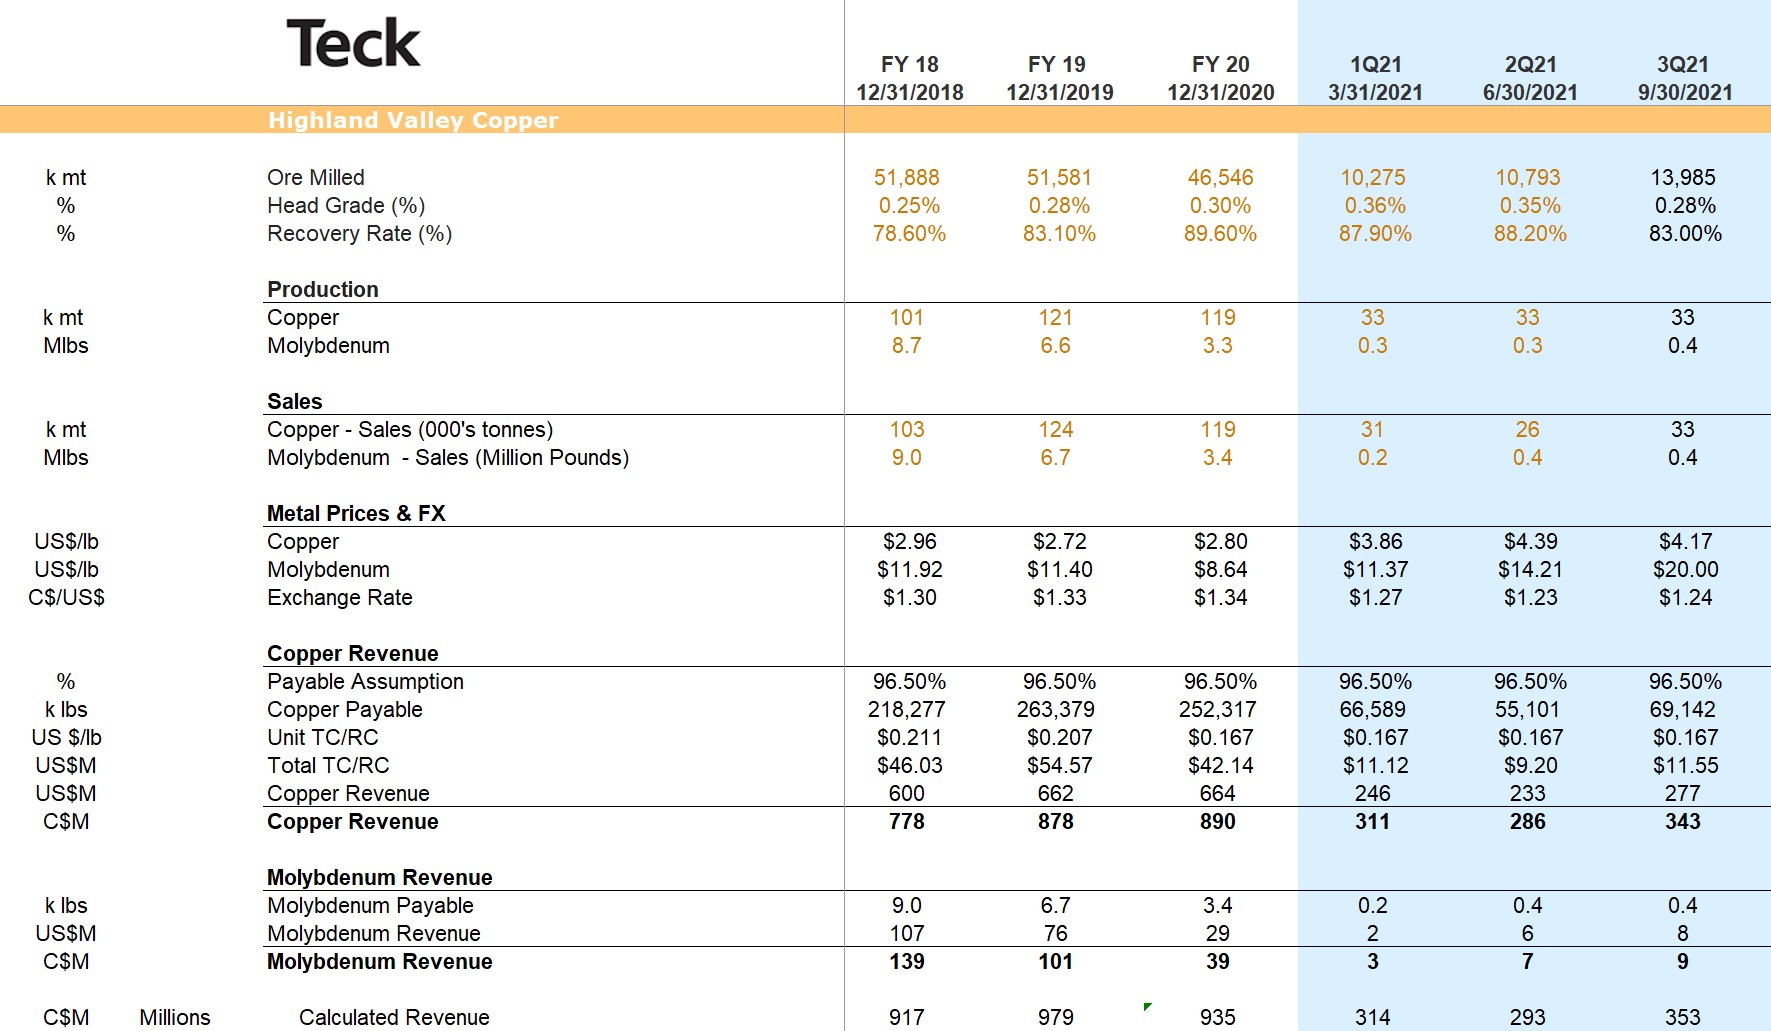 Teck
FY 18 FY 19 FY 20 1Q21 2Q21 3Q21
12/31/2018 12/31/2019 12/31/2020 3/31/2021 6/30/2021 9/30/2021
Highland Valley Copper
k mt Ore Milled 51,888 51,581 46,546 10,275 10,793 13,985
% Head Grade (%) 0.25% 0.28% 0.30% 0.36% 0.35% 0.28%
% Recovery Rate (%) 78.60% 83.10% 89.60% 87.90% 88.20% 83.00%
Production
k mt Copper 101 121 119 33 33 33
Mlbs Molybdenum 8.7 6.6 3.3 0.3 0.3 0.4
Sales
k mt Copper - Sales (000's tonnes) 103 124 119 31 26 33
Mlbs Molybdenum - Sales (Million Pounds) 9.0 6.7 3.4 0.2 0.4 0.4
Metal Prices & FX
US$/lb Copper $2.96 $2.72 $2.80 $3.86 $4.39 $4.17
US$/lb Molybdenum $11.92 $11.40 $8.64 $11.37 $14.21 $20.00
C$/US$ Exchange Rate $1.30 $1.33 $1.34 $1.27 $1.23 $1.24
Copper Revenue
% Payable Assumption 96.50% 96.50% 96.50% 96.50% 96.50% 96.50%
k lbs Copper Payable 218,277 263,379 252,317 66,589 55,101 69,142
US $/lb Unit TC/RC $0.211 $0.207 $0.167 $0.167 $0.167 $0.167
US$M Total TC/RC $46.03 $54.57 $42.14 $11.12 $9.20 $11.55
US$M Copper Revenue 600 662 664 246 233 277
C$M Copper Revenue 778 878 890 311 286 343
Molybdenum Revenue
k lbs Molybdenum Payable 9.0 6.7 3.4 0.2 0.4 0.4
US$M Molybdenum Revenue 107 76 29 2 6 8
C$M Molybdenum Revenue 139 101 39 3 7 9
C$M Millions Calculated Revenue 917 979 935 314 293 353